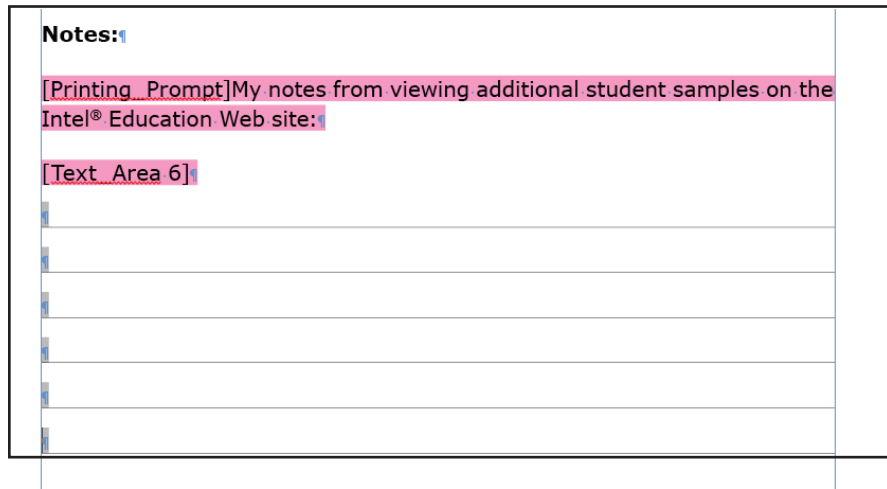 Notes:
[Printing_Prompt]My notes from viewing additional student samples on the
Intel® Education Web site:
[Text_Area 6]